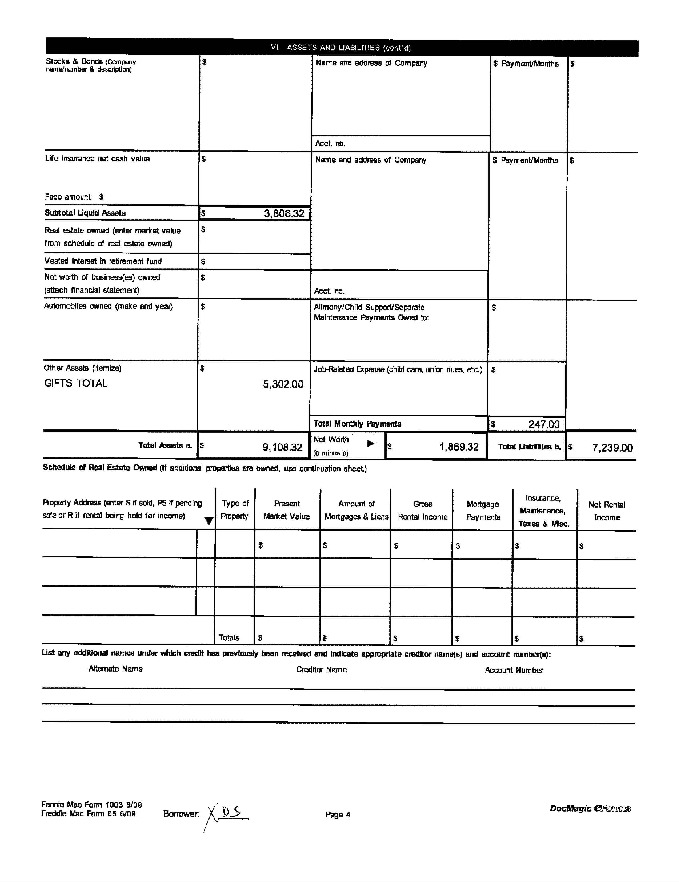 VI. ASSETS AND LIABILITIES (cont'd)
Stocks & Bonds (Company name/number & description)
$
Name and address of Company
$ Payment/Months
$
Acct. no.
Life insurance net cash value
$
Name and address of Company
$ Payment/Months
$
Face amount: $
Subtotal Liquid Assets
$ 3,806.32
Real estate owned (enter market value from schedule of real estate owned)
$
Vested interest in retirement fund
$
Net worth of business(es) owned (attach financial statement)
$
Acct. no.
Automobiles owned (make and year)
$
Alimony/Child Support/Separate Maintenance Payments Owed to:
$
Other Assets (itemize)
$
GIFTS TOTAL
5,302.00
Job-Related Expense (child care, union dues, etc.)
$
Total Monthly Payments
$ 247.00
Total Assets a.
$ 9,108.32
Net Worth (a minus b)
$ 1,869.32
Total Liabilities b.
$ 7,239.00
Schedule of Real Estate Owned (If additional properties are owned, use continuation sheet.)
Property Address (enter S if sold, PS if pending sale or R if rental being held for income)
Type of Property
Present Market Value
Amount of Mortgages & Liens
Gross Rental Income
Mortgage Payments
Insurance, Maintenance, Taxes & Misc.
Net Rental Income
$ $ $ $ $ $
Totals $ $ $ $ $ $
List any additional names under which credit has previously been received and indicate appropriate creditor name(s) and account number(s):
Alternate Name
Creditor Name
Account Number
Fannie Mae Form 1003 6/09
Freddie Mac Form 65 6/09
Borrower: X DS
Page 4
DocMagic